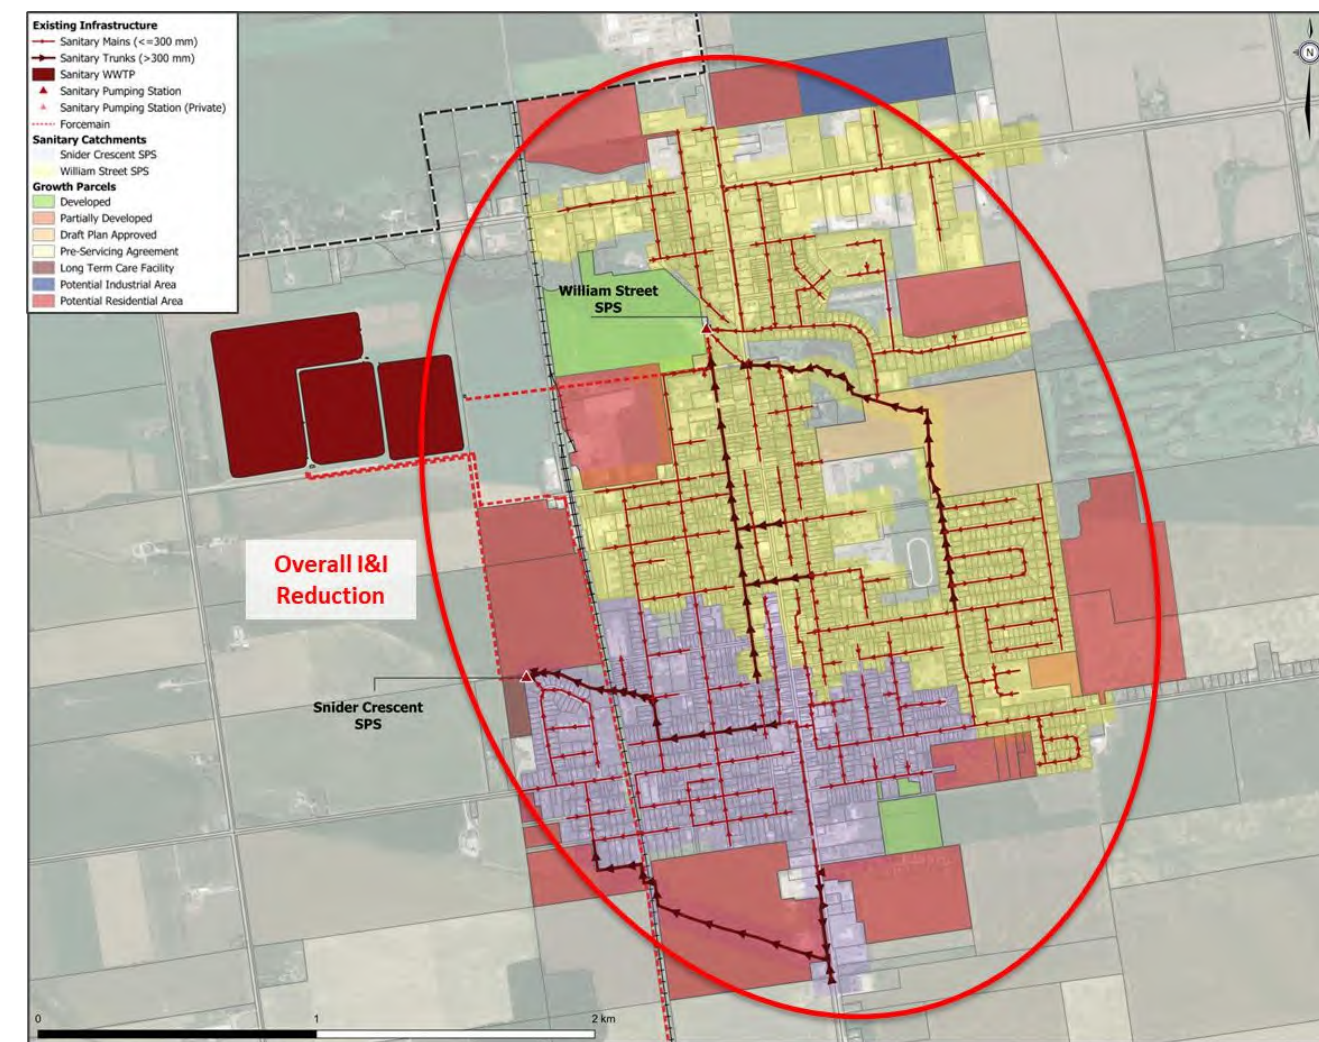 Existing Infrastructure
Sanitary Mains (<=300 mm)
Sanitary Trunks (>300 mm)
Sanitary WWTP
Sanitary Pumping Station
Sanitary Pumping Station (Private)
Forcemain
Sanitary Catchments
Snider Crescent SPS
William Street SPS
Growth Parcels
Developed
Partially Developed
Draft Plan Approved
Pre-Servicing Agreement
Long Term Care Facility
Potential Industrial Area
Potential Residential Area
N
William Street
SPS
Overall I&I
Reduction
Snider Crescent
SPS
0 1 2 km